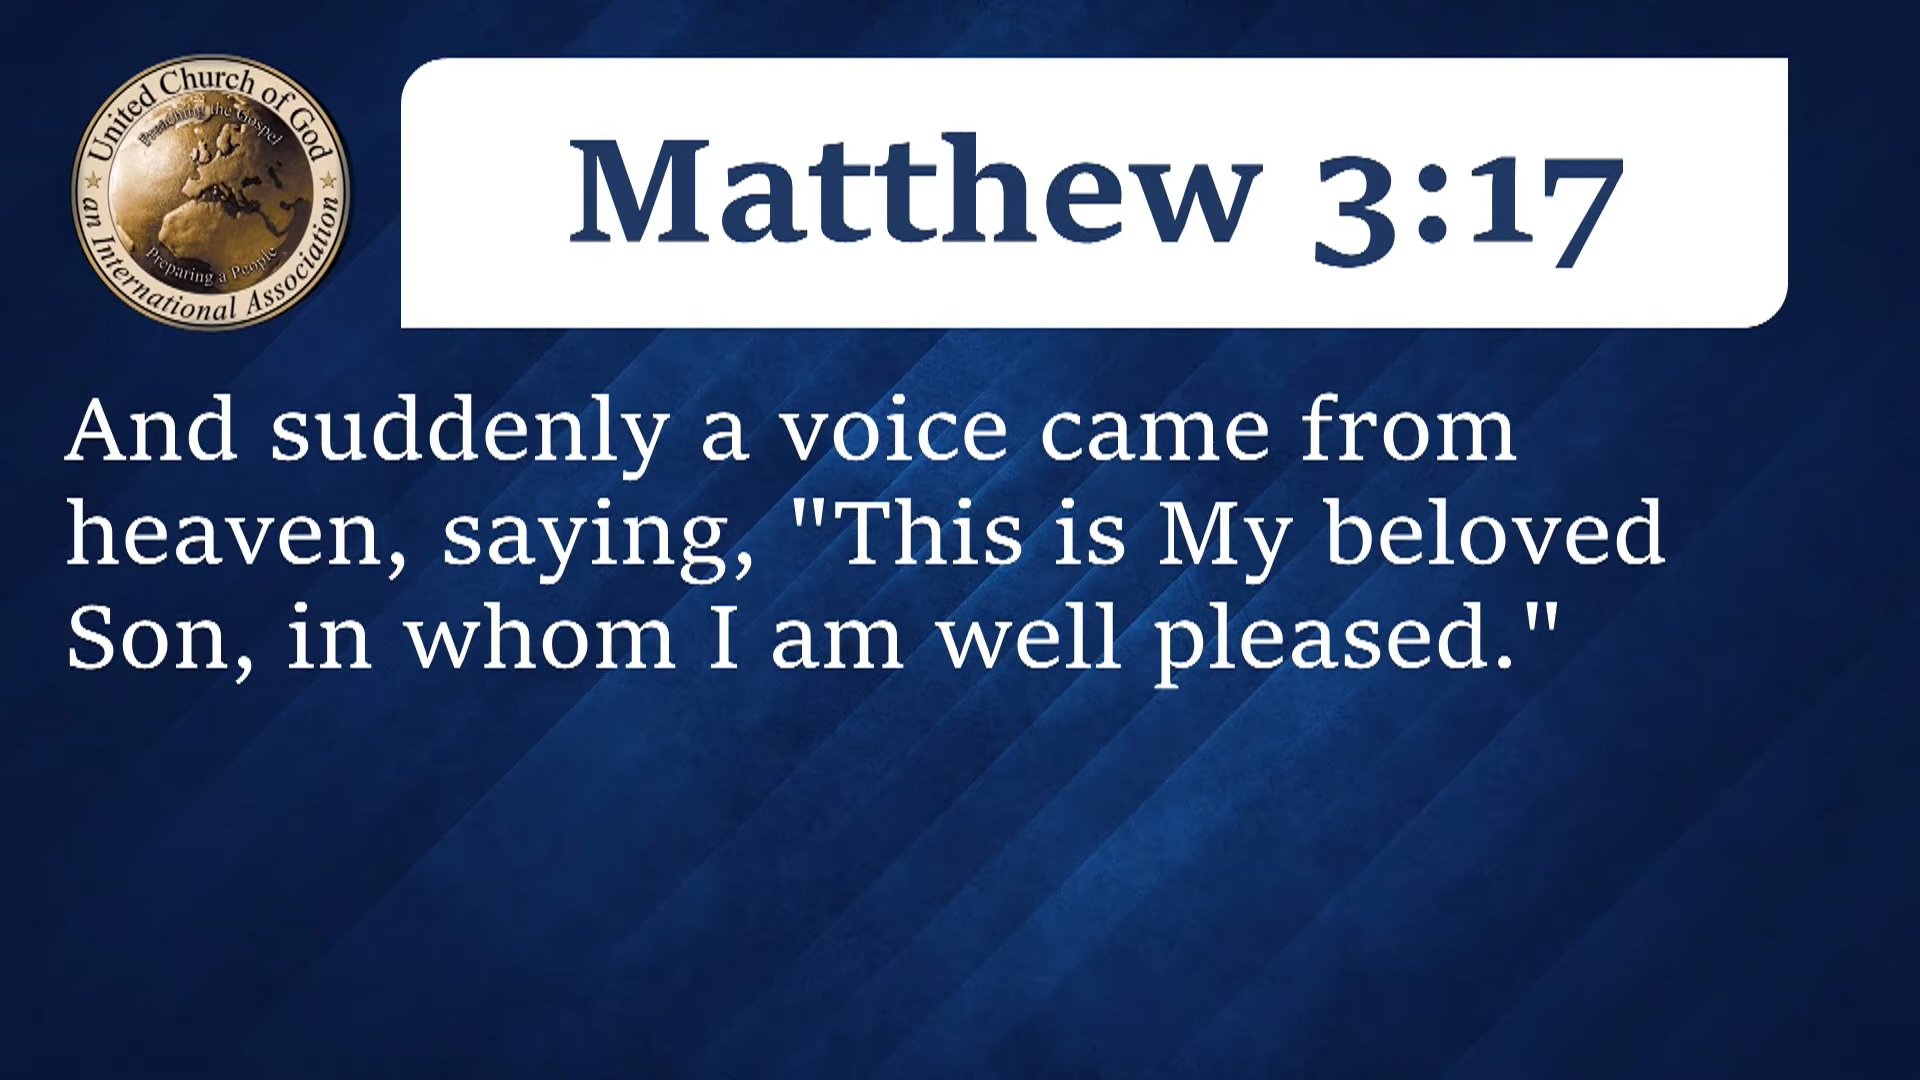 United Church of God
Preaching the Gospel
Preparing a People
an International Association
Matthew 3:17
And suddenly a voice came from
heaven, saying, "This is My beloved
Son, in whom I am well pleased."